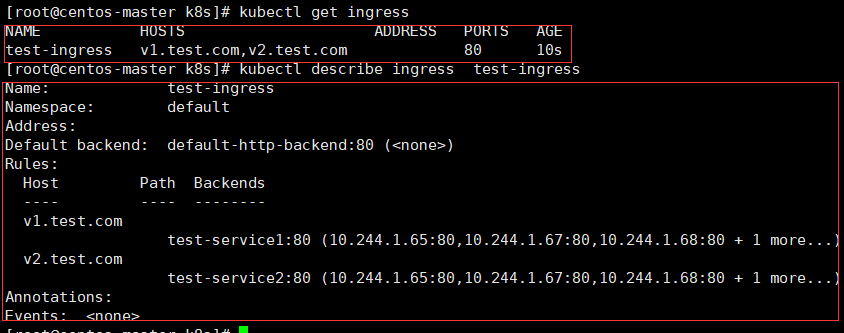 [root@centos-master k8s]# kubectl get ingress
NAME HOSTS ADDRESS PORTS AGE
test-ingress v1.test.com,v2.test.com 80 10s
[root@centos-master k8s]# kubectl describe ingress test-ingress
Name: test-ingress
Namespace: default
Address:
Default backend: default-http-backend:80 (<none>)
Rules:
Host Path Backends
---- ---- --------
v1.test.com
test-service1:80 (10.244.1.65:80,10.244.1.67:80,10.244.1.68:80 + 1 more...)
v2.test.com
test-service2:80 (10.244.1.65:80,10.244.1.67:80,10.244.1.68:80 + 1 more...)
Annotations:
Events: <none>
[root@centos-master k8s]#